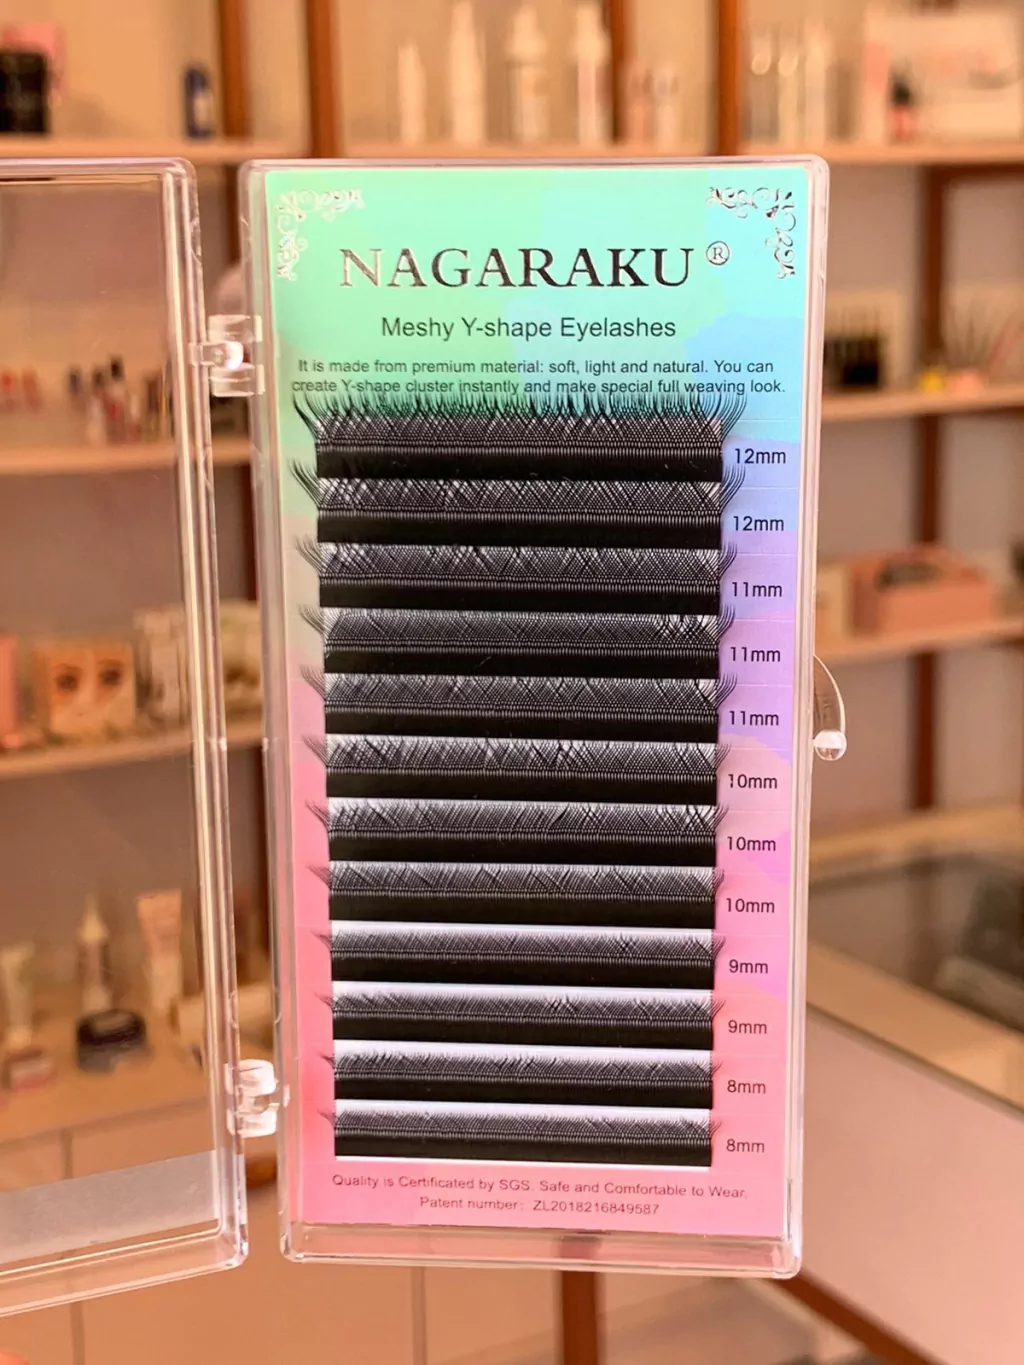 NAGARAKU®
Meshy Y-shape Eyelashes
It is made from premium material: soft, light and natural. You can
create Y-shape cluster instantly and make special full weaving look.
12mm
12mm
11mm
11mm
11mm
10mm
10mm
10mm
9mm
9mm
8mm
8mm
Quality is Certificated by SGS. Safe and Comfortable to Wear.
Patent number: ZL2018216849587